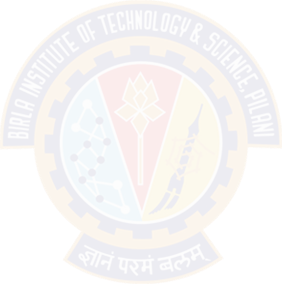 BIRLA INSTITUTE OF TECHNOLOGY & SCIENCE, PILANI
ज्ञानं परमं बलम्